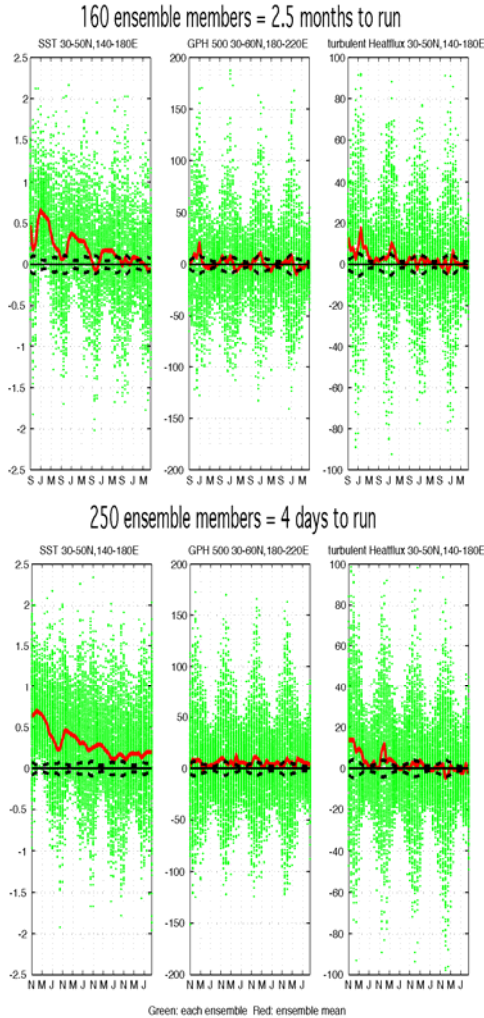 160 ensemble members = 2.5 months to run
SST 30-50N,140-180E GPH 500 30-60N,180-220E turbulent Heatflux 30-50N,140-180E
2.5 200 100
2 80
150
1.5 60
100
1 40
0.5 50 20
0 0 0
-0.5 -50 -20
-1 -40
-100
-1.5 -60
-150
-2 -80
-2.5 -200 -100
S J M S J M S J M S J M S J M S J M S J M S J M S J M S J M S J M S J M
250 ensemble members = 4 days to run
SST 30-50N,140-180E GPH 500 30-60N,180-220E turbulent Heatflux 30-50N,140-180E
2.5 200 100
2 80
150
1.5 60
100
1 40
0.5 50 20
0 0 0
-0.5 -50 -20
-1 -40
-100
-1.5 -60
-150
-2 -80
-2.5 -200 -100
N M J N M J N M J N M J N M J N M J N M J N M J N M J N M J N M J N M J
Green: each ensemble Red: ensemble mean